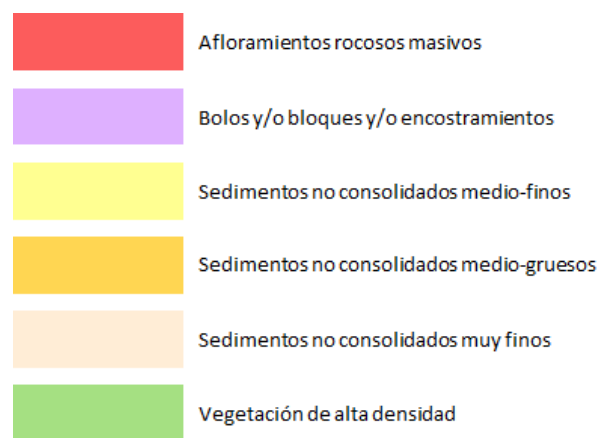 Afloramientos rocosos masivos
Bolos y/o bloques y/o encostramientos
Sedimentos no consolidados medio-finos
Sedimentos no consolidados medio-gruesos
Sedimentos no consolidados muy finos
Vegetación de alta densidad